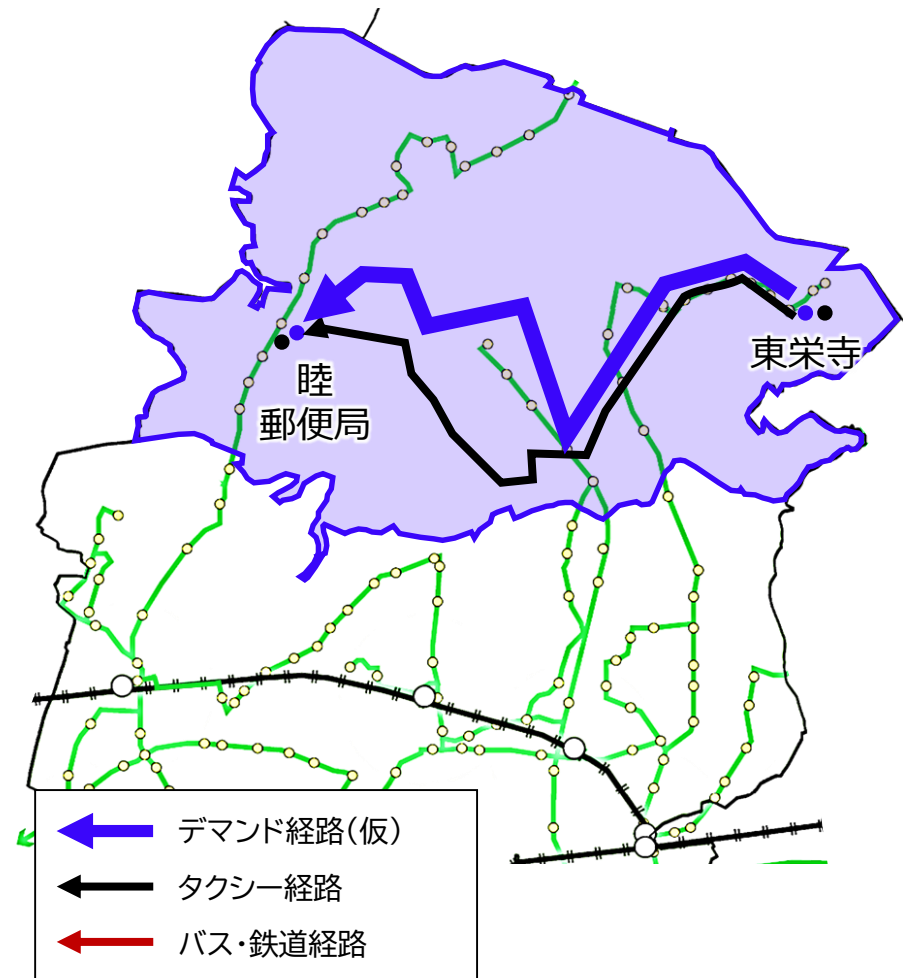 東栄寺
睦
郵便局
デマンド経路(仮)
タクシー経路
バス・鉄道経路